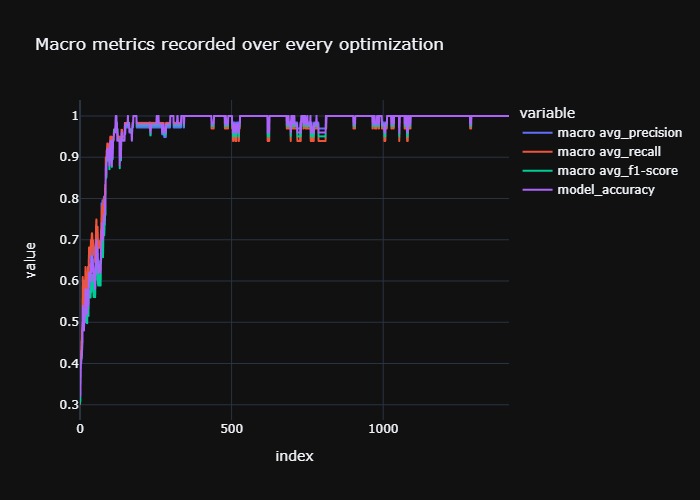 Macro metrics recorded over every optimization
variable
macro avg_precision
macro avg_recall
macro avg_f1-score
model_accuracy
value
1
0.9
0.8
0.7
0.6
0.5
0.4
0.3
0
500
1000
index